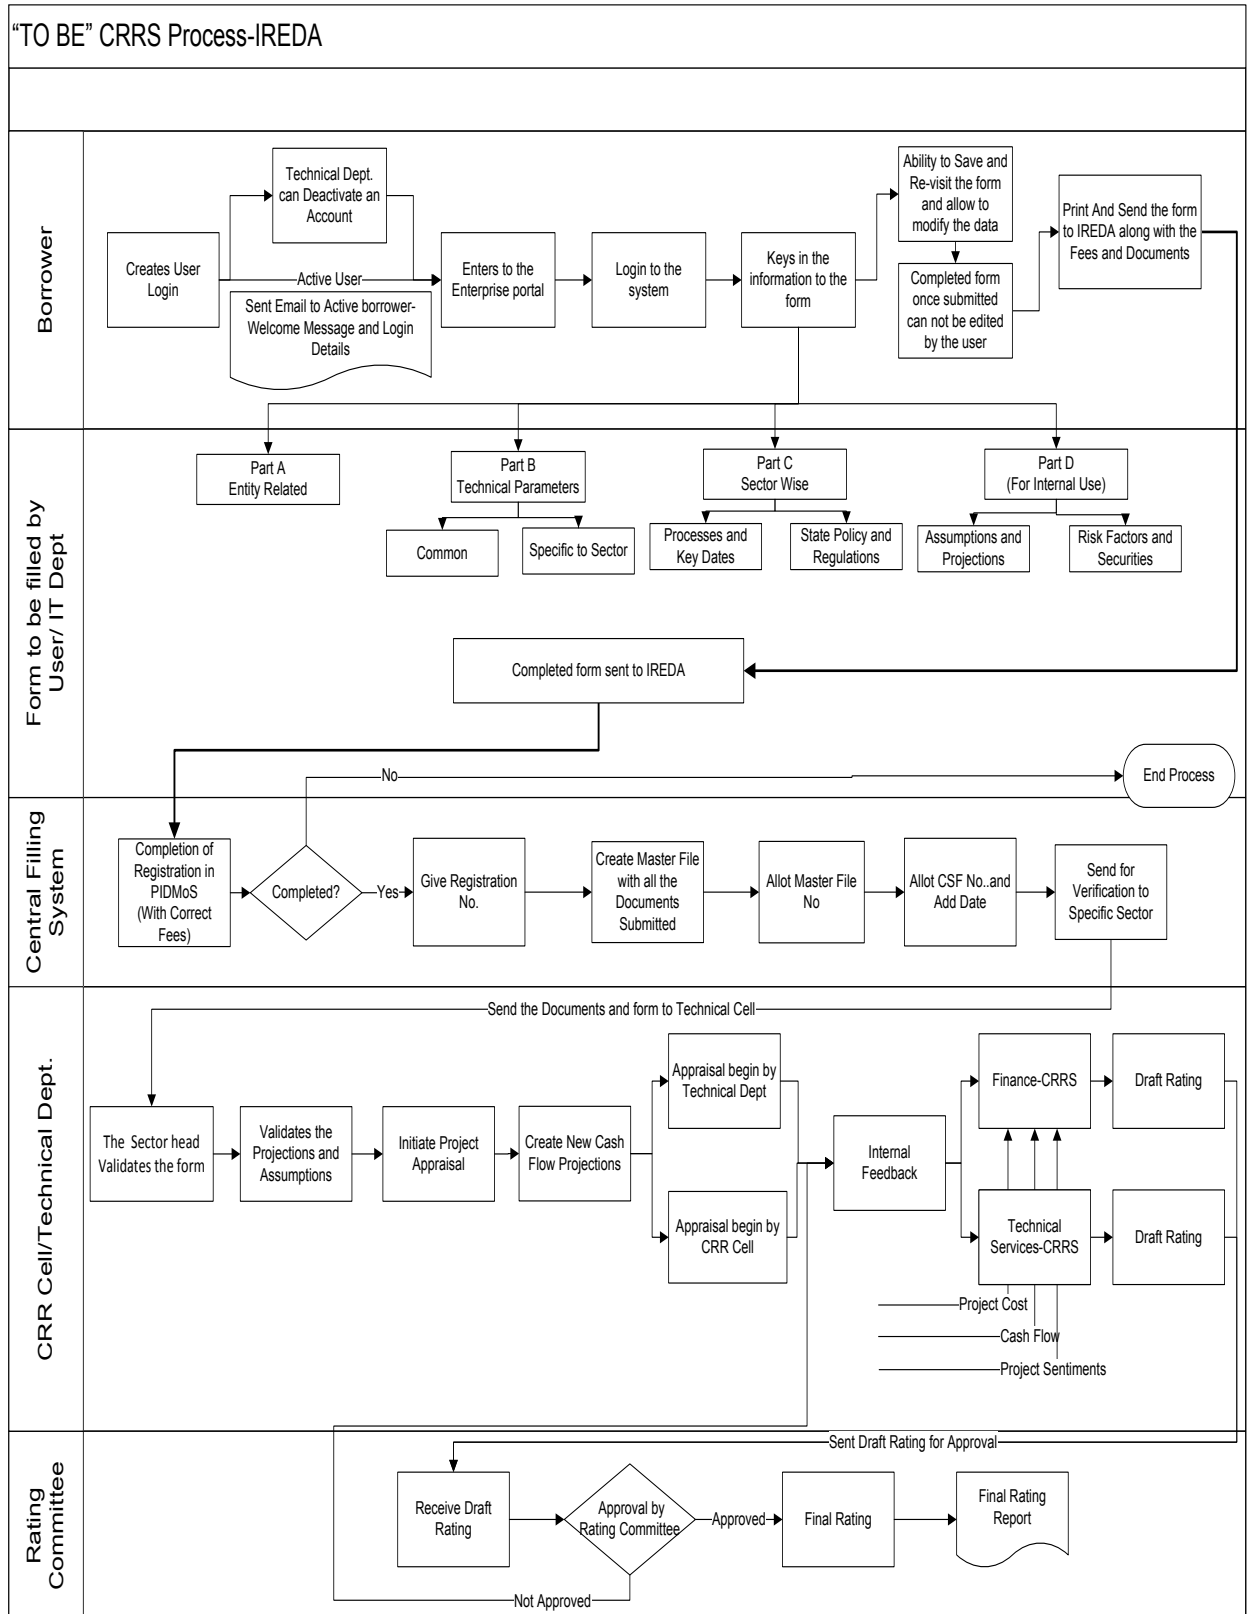 “TO BE” CRRS Process-IREDA
Borrower
Technical Dept.
can Deactivate an
Account
Creates User
Login
Active User
Sent Email to Active borrower-
Welcome Message and Login
Details
Enters to the
Enterprise portal
Login to the
system
Keys in the
information to the
form
Ability to Save and
Re-visit the form
and allow to
modify the data
Completed form
once submitted
can not be edited
by the user
Print And Send the form
to IREDA along with the
Fees and Documents
Form to be filled by
User/ IT Dept
Part A
Entity Related
Part B
Technical Parameters
Common
Specific to Sector
Part C
Sector Wise
Processes and
Key Dates
State Policy and
Regulations
Part D
(For Internal Use)
Assumptions and
Projections
Risk Factors and
Securities
Completed form sent to IREDA
No
End Process
Central Filling
System
Completion of
Registration in
PIDMoS
(With Correct
Fees)
Completed?
Yes
Give Registration
No.
Create Master File
with all the
Documents
Submitted
Allot Master File
No
Allot CSF No..and
Add Date
Send for
Verification to
Specific Sector
CRR Cell/Technical Dept.
Send the Documents and form to Technical Cell
The Sector head
Validates the form
Validates the
Projections and
Assumptions
Initiate Project
Appraisal
Create New Cash
Flow Projections
Appraisal begin by
Technical Dept
Appraisal begin by
CRR Cell
Internal
Feedback
Finance-CRRS
Draft Rating
Technical
Services-CRRS
Draft Rating
Project Cost
Cash Flow
Project Sentiments
Rating
Committee
Sent Draft Rating for Approval
Receive Draft
Rating
Approval by
Rating Committee
Approved
Final Rating
Final Rating
Report
Not Approved